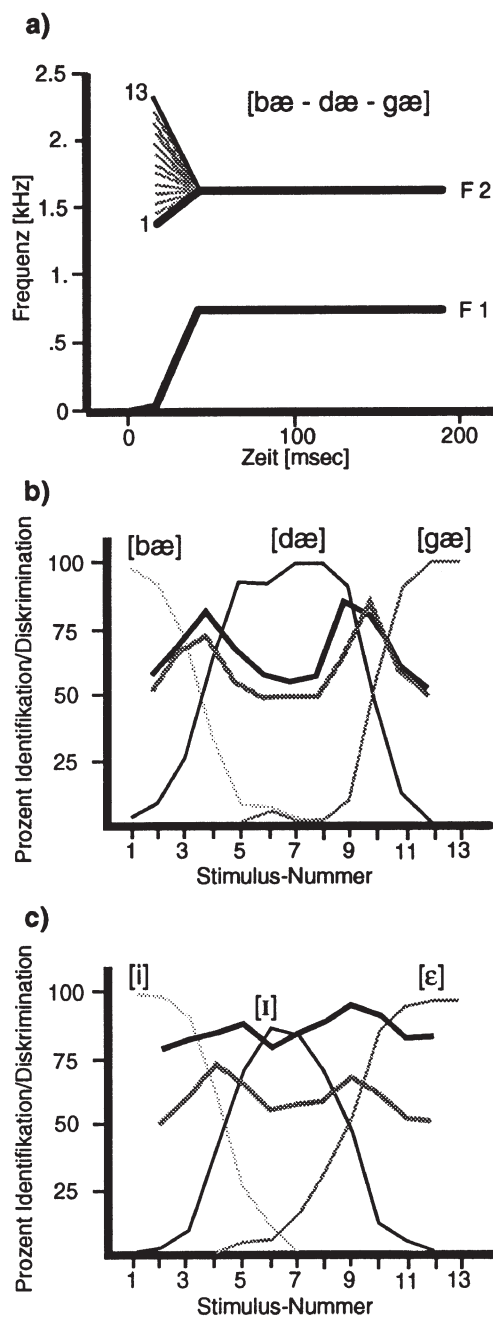 a)
2.5
13
[bæ - dæ - gæ]
2.
F 2
1.5
1
Frequenz [kHz]
1.
F 1
.5
0
0 100 200
Zeit [msec]
b)
[bæ] [dæ] [gæ]
100
75
50
25
Prozent Identifikation/Diskrimination
1 3 5 7 9 11 13
Stimulus-Nummer
c)
[i] [ɪ] [ɛ]
100
75
50
25
Prozent Identifikation/Diskrimination
1 3 5 7 9 11 13
Stimulus-Nummer